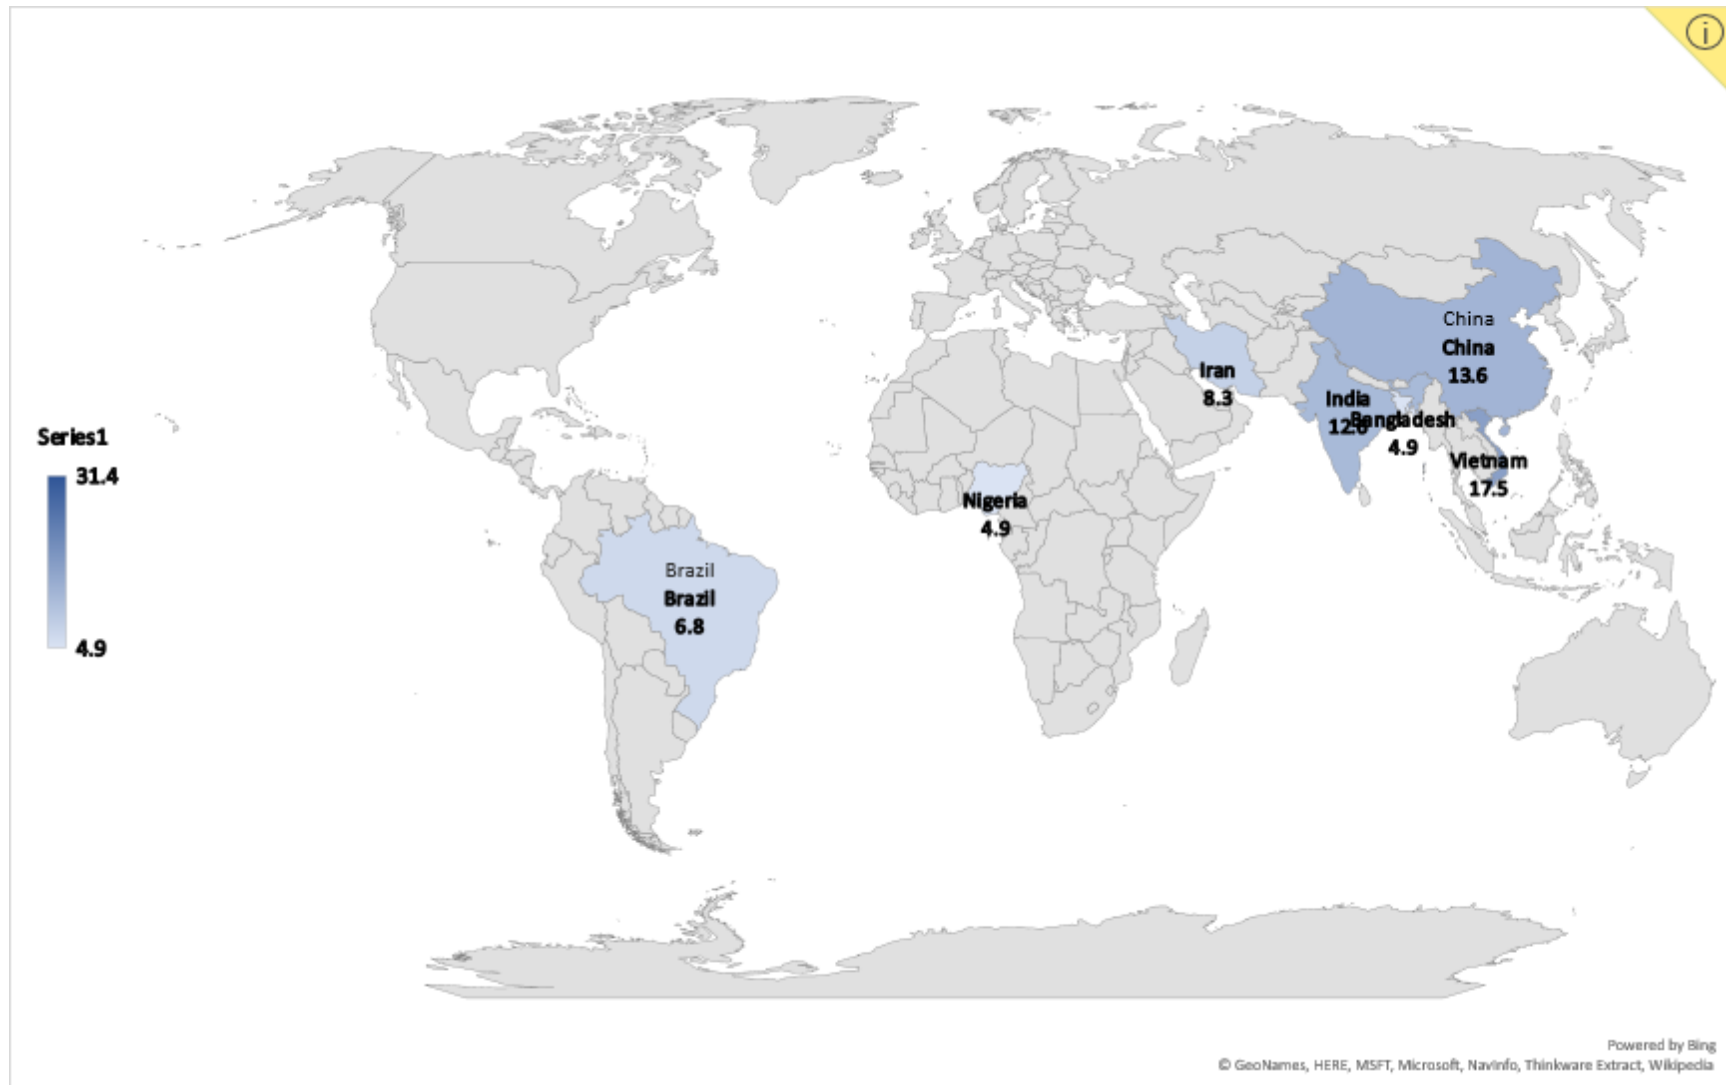 Series1
31.4
4.9
China
China
13.6
Iran
8.3
India
Bangladesh
4.9
Vietnam
17.5
Nigeria
4.9
Brazil
Brazil
6.8
Powered by Bing
© GeoNames, HERE, MSFT, Microsoft, NavInfo, Thinkware Extract, Wikipedia